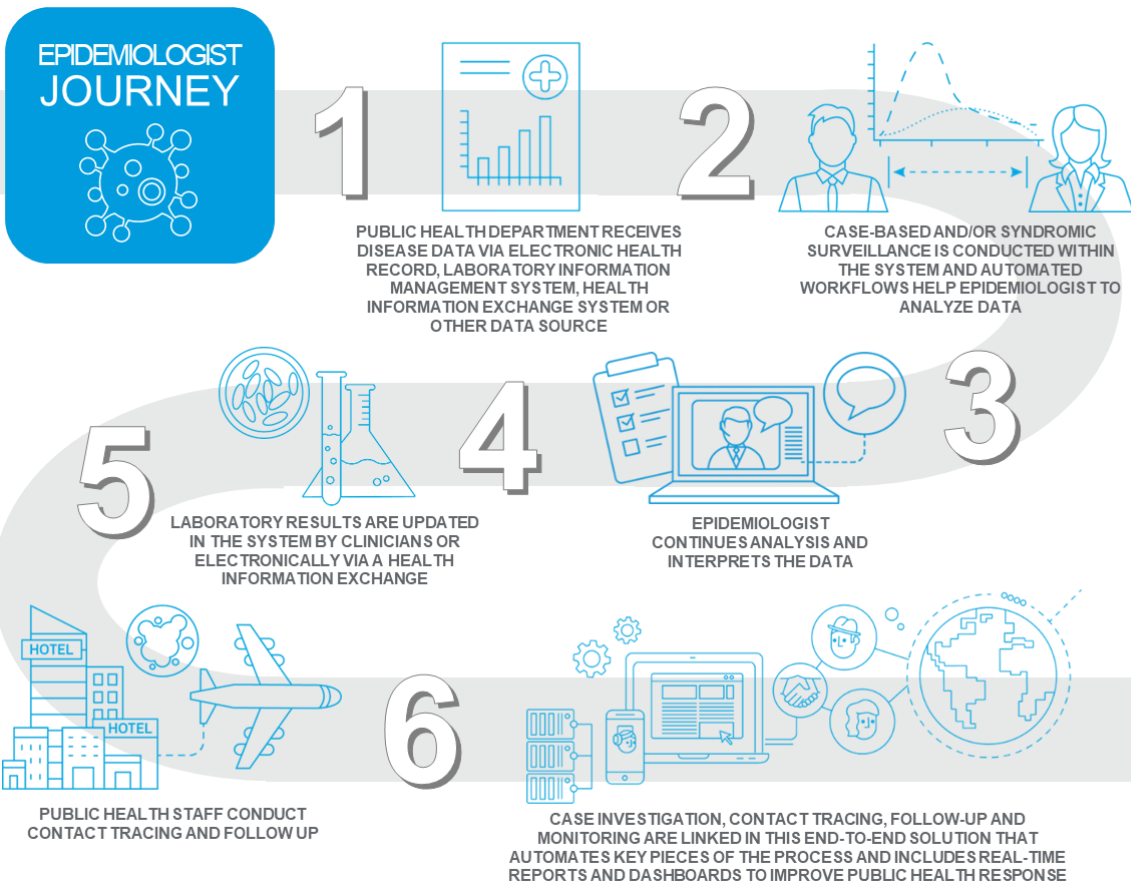 EPIDEMIOLOGIST
JOURNEY
1
PUBLIC HEALTH DEPARTMENT RECEIVES
DISEASE DATA VIA ELECTRONIC HEALTH
RECORD, LABORATORY INFORMATION
MANAGEMENT SYSTEM, HEALTH
INFORMATION EXCHANGE SYSTEM OR
OTHER DATA SOURCE
2
CASE-BASED AND/OR SYNDROMIC
SURVEILLANCE IS CONDUCTED WITHIN
THE SYSTEM AND AUTOMATED
WORKFLOWS HELP EPIDEMIOLOGIST TO
ANALYZE DATA
3
EPIDEMIOLOGIST
CONTINUES ANALYSIS AND
INTERPRETS THE DATA
4
LABORATORY RESULTS ARE UPDATED
IN THE SYSTEM BY CLINICIANS OR
ELECTRONICALLY VIA A HEALTH
INFORMATION EXCHANGE
5
HOTEL
HOTEL
PUBLIC HEALTH STAFF CONDUCT
CONTACT TRACING AND FOLLOW UP
6
CASE INVESTIGATION, CONTACT TRACING, FOLLOW-UP AND
MONITORING ARE LINKED IN THIS END-TO-END SOLUTION THAT
AUTOMATES KEY PIECES OF THE PROCESS AND INCLUDES REAL-TIME
REPORTS AND DASHBOARDS TO IMPROVE PUBLIC HEALTH RESPONSE